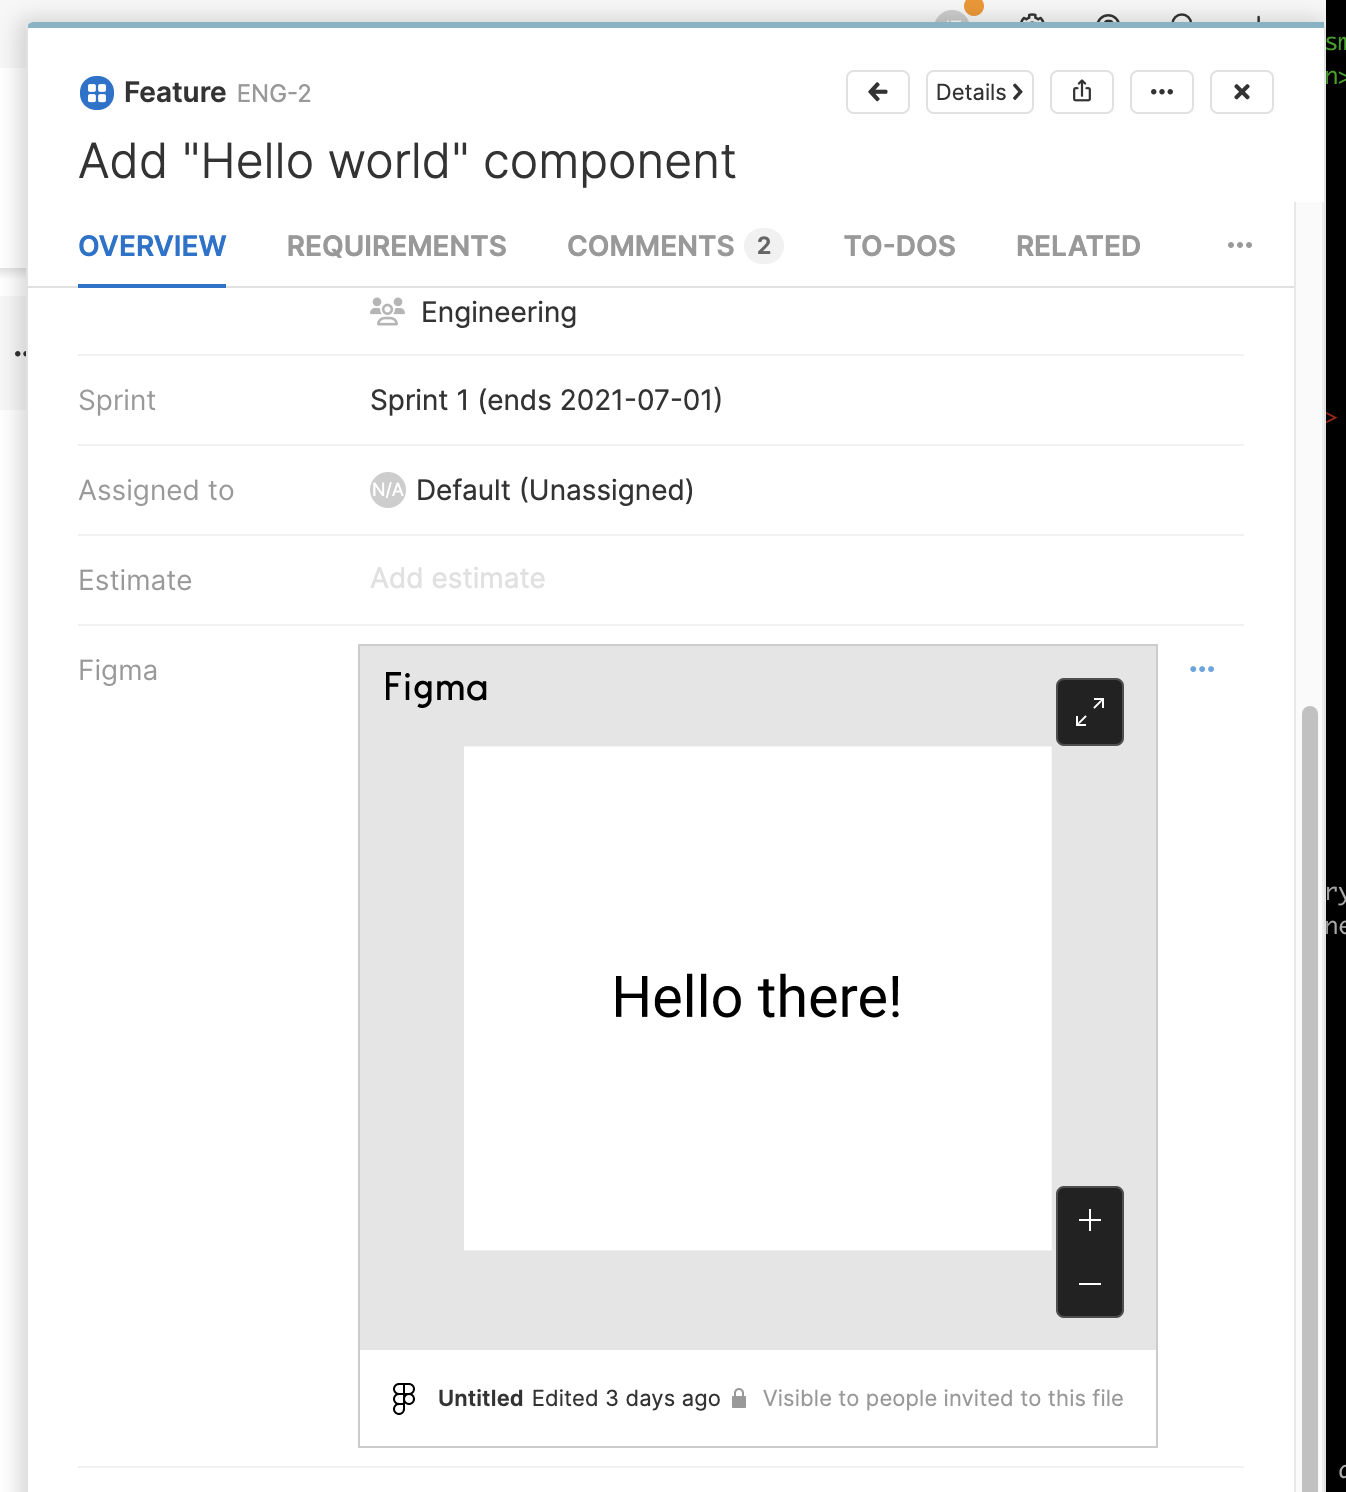 Feature ENG-2
Details
Add "Hello world" component
OVERVIEW REQUIREMENTS COMMENTS 2 TO-DOS RELATED
Engineering
Sprint Sprint 1 (ends 2021-07-01)
Assigned to N/A Default (Unassigned)
Estimate Add estimate
Figma
Figma
Hello there!
Untitled Edited 3 days ago Visible to people invited to this file